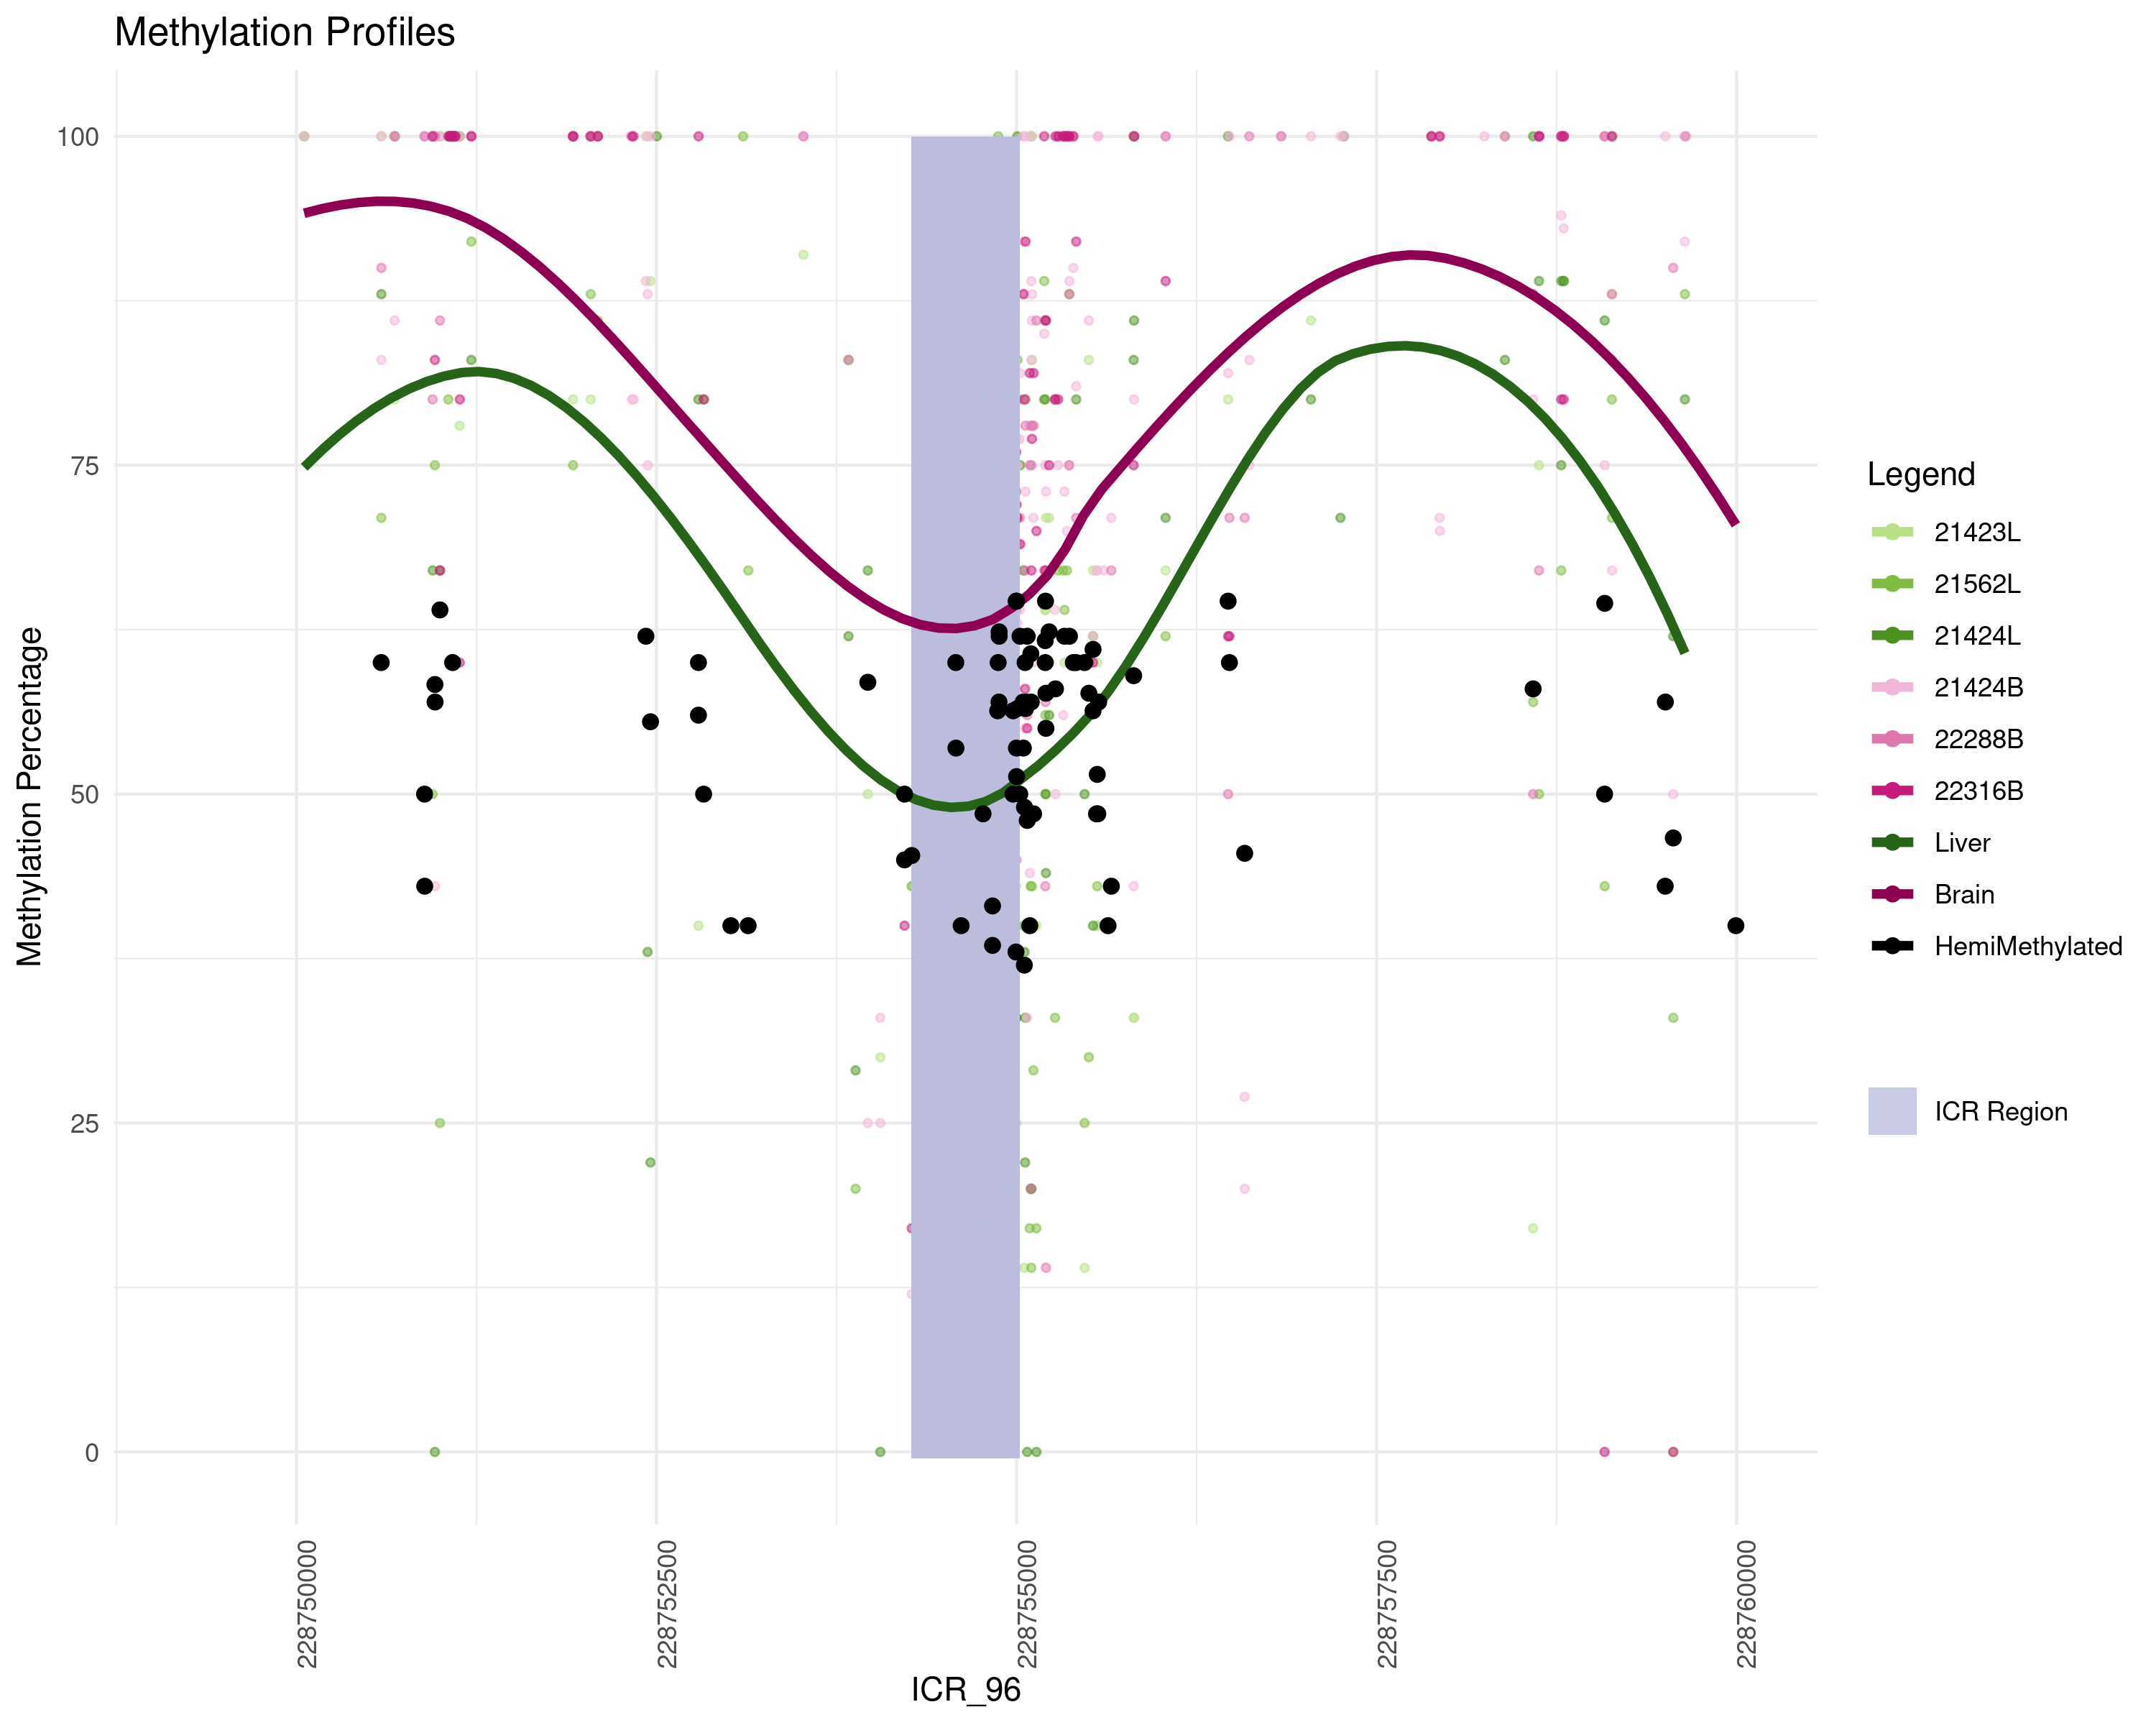 Methylation Profiles
100
75
50
25
0
Methylation Percentage
228750000
228752500
228755000
228757500
228760000
ICR_96
Legend
21423L
21562L
21424L
21424B
22288B
22316B
Liver
Brain
HemiMethylated
ICR Region